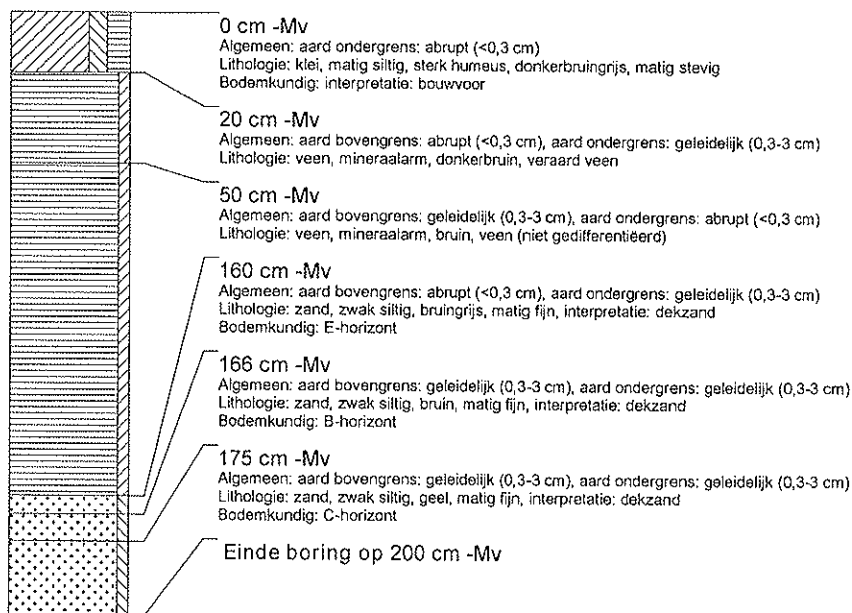 0 cm -Mv
Algemeen: aard ondergrens: abrupt (<0,3 cm)
Lithologie: klei, matig siltig, sterk humeus, donkerbruingrijs, matig stevig
Bodemkundig: interpretatie: bouwvoor
20 cm -Mv
Algemeen: aard bovengrens: abrupt (<0,3 cm), aard ondergrens: geleidelijk (0,3-3 cm)
Lithologie: veen, mineraalarm, donkerbruin, veraard veen
50 cm -Mv
Algemeen: aard bovengrens: geleidelijk (0,3-3 cm), aard ondergrens: abrupt (<0,3 cm)
Lithologie: veen, mineraalarm, bruin, veen (niet gedifferentiëerd)
160 cm -Mv
Algemeen: aard bovengrens: abrupt (<0,3 cm), aard ondergrens: geleidelijk (0,3-3 cm)
Lithologie: zand, zwak siltig, bruingrijs, matig fijn, interpretatie: dekzand
Bodemkundig: E-horizont
166 cm -Mv
Algemeen: aard bovengrens: geleidelijk (0,3-3 cm), aard ondergrens: geleidelijk (0,3-3 cm)
Lithologie: zand, zwak siltig, bruin, matig fijn, interpretatie: dekzand
Bodemkundig: B-horizont
175 cm -Mv
Algemeen: aard bovengrens: geleidelijk (0,3-3 cm), aard ondergrens: geleidelijk (0,3-3 cm)
Lithologie: zand, zwak siltig, geel, matig fijn, interpretatie: dekzand
Bodemkundig: C-horizont
Einde boring op 200 cm -Mv